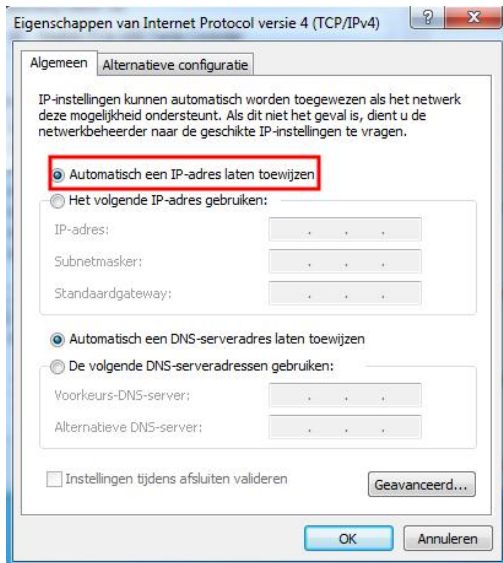 Eigenschappen van Internet Protocol versie 4 (TCP/IPv4)
Algemeen
Alternatieve configuratie
IP-instellingen kunnen automatisch worden toegewezen als het netwerk
deze mogelijkheid ondersteunt. Als dit niet het geval is, dient u de
netwerkbeheerder naar de geschikte IP-instellingen te vragen.
Automatisch een IP-adres laten toewijzen
Het volgende IP-adres gebruiken:
IP-adres:
Subnetmasker:
Standaardgateway:
Automatisch een DNS-serveradres laten toewijzen
De volgende DNS-serveradressen gebruiken:
Voorkeurs-DNS-server:
Alternatieve DNS-server:
Instellingen tijdens afsluiten valideren
Geavanceerd...
OK
Annuleren